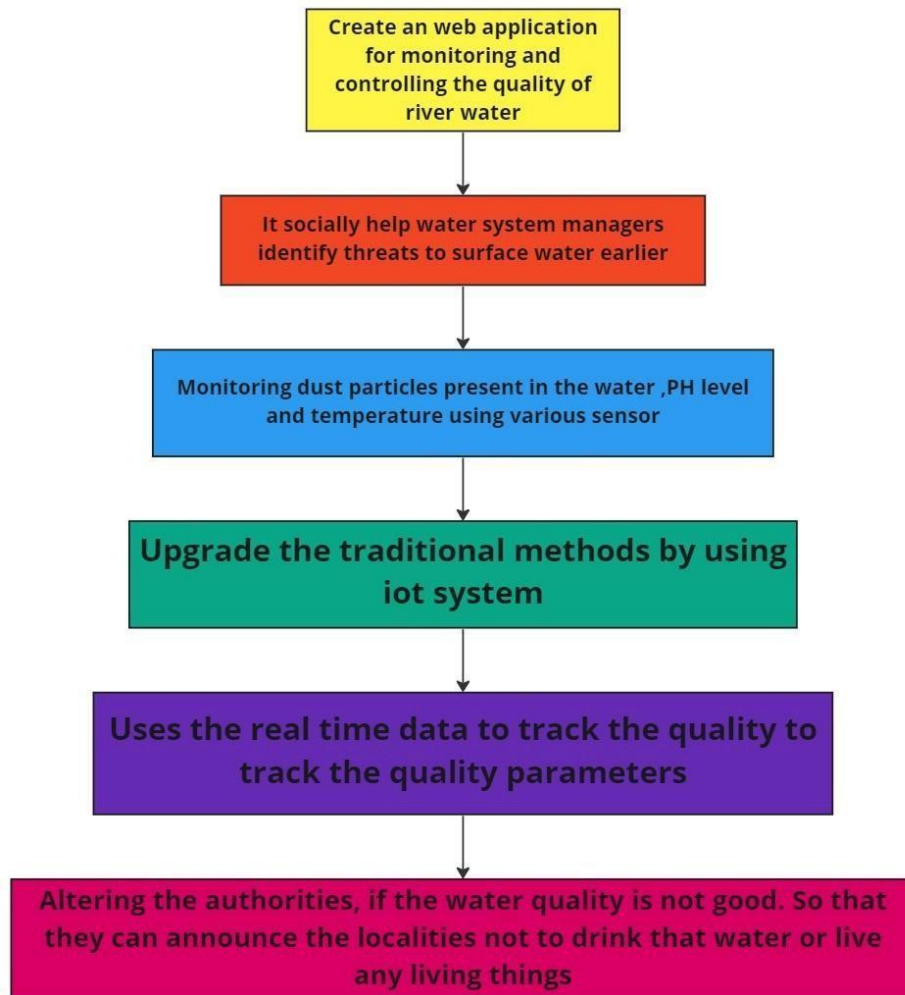 Create an web application
for monitoring and
controlling the quality of
river water
It socially help water system managers
identify threats to surface water earlier
Monitoring dust particles present in the water ,PH level
and temperature using various sensor
Upgrade the traditional methods by using
iot system
Uses the real time data to track the quality to
track the quality parameters
Altering the authorities, if the water quality is not good. So that
they can announce the localities not to drink that water or live
any living things